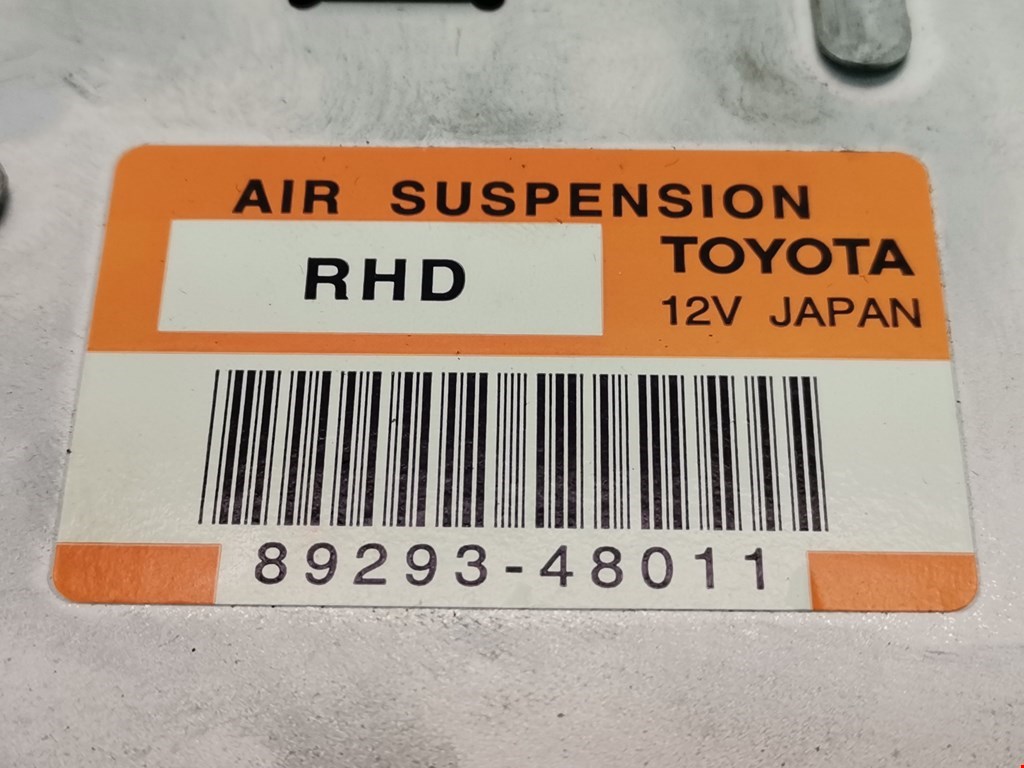 AIR SUSPENSION
RHD
TOYOTA
12V JAPAN
89293-48011